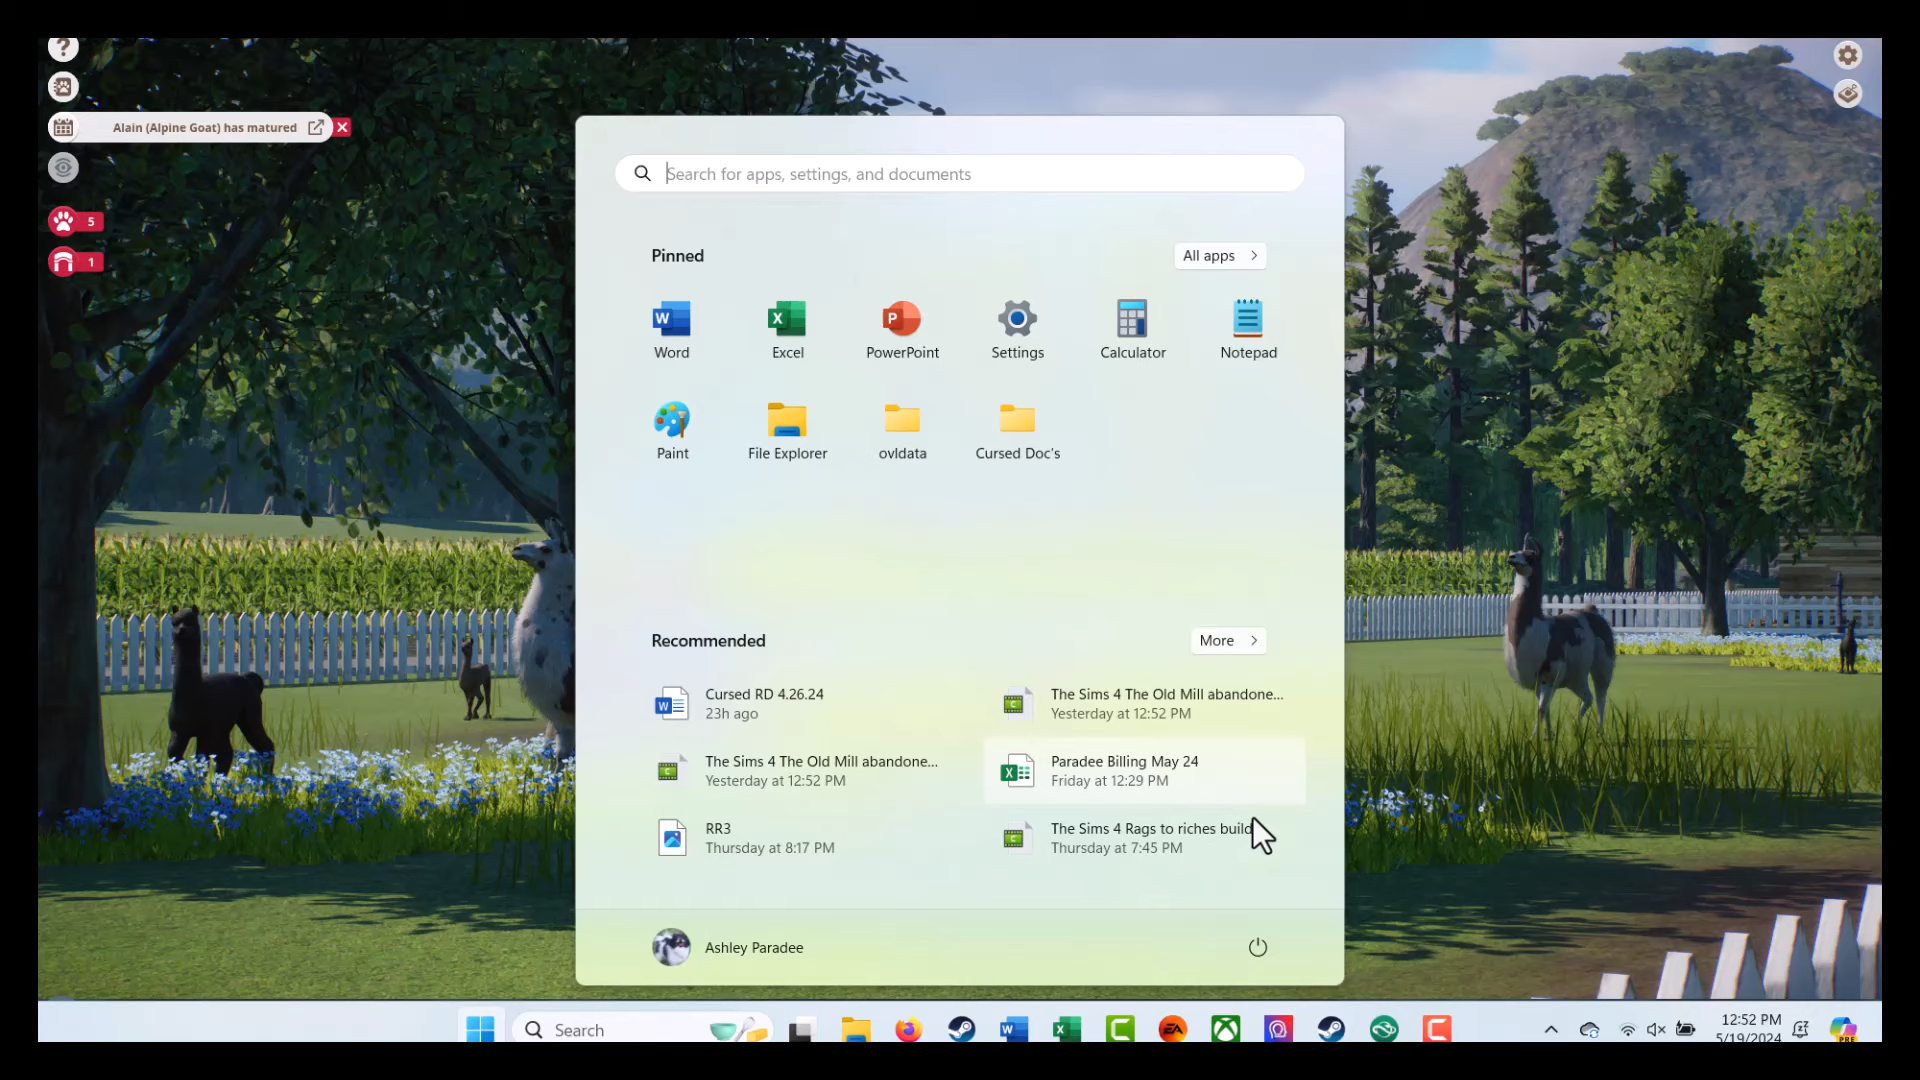 ?
Alain (Alpine Goat) has matured
5
1
Search for apps, settings, and documents
Pinned
All apps
Word
Excel
PowerPoint
Settings
Calculator
Notepad
Paint
File Explorer
ovldata
Cursed Doc's
Recommended
More
Cursed RD 4.26.24
23h ago
The Sims 4 The Old Mill abandone...
Yesterday at 12:52 PM
The Sims 4 The Old Mill abandone...
Yesterday at 12:52 PM
Paradee Billing May 24
Friday at 12:29 PM
RR3
Thursday at 8:17 PM
The Sims 4 Rags to riches build
Thursday at 7:45 PM
Ashley Paradee
Search
12:52 PM
5/19/2024
PRE